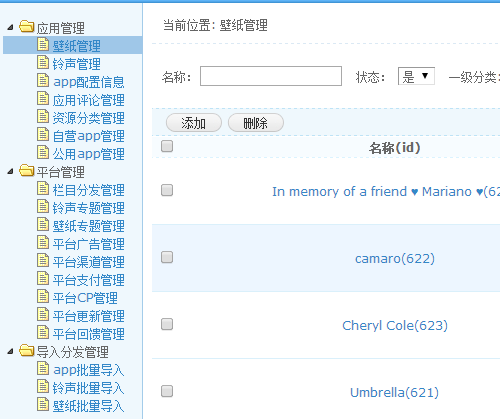 应用管理
壁纸管理
铃声管理
app配置信息
应用评论管理
资源分类管理
自营app管理
公用app管理
平台管理
栏目分发管理
铃声专题管理
壁纸专题管理
平台广告管理
平台渠道管理
平台支付管理
平台CP管理
平台更新管理
平台回馈管理
导入分发管理
app批量导入
铃声批量导入
壁纸批量导入
当前位置: 壁纸管理
名称: 状态: 是 一级分类:
添加 删除
名称(id)
In memory of a friend ♥ Mariano ♥(6
camaro(622)
Cheryl Cole(623)
Umbrella(621)